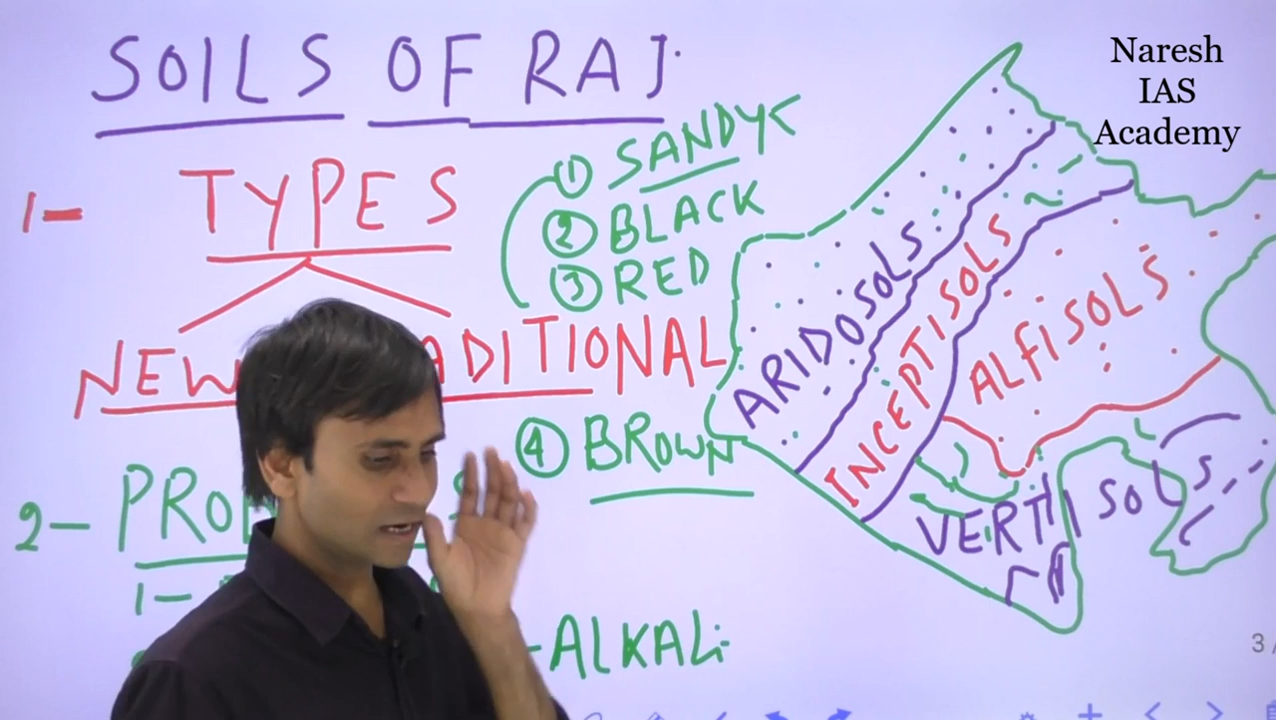 SOILS OF RAJ.
Naresh
IAS
Academy
1- TYPES
① SANDY
② BLACK
③ RED
NEW ADITIONAL
④ BROWN
2- PRO S
1-
-ALKALi
ARIDOSOLS
INCEPTISOLS
ALFISOLS
VERTISOLS
3/